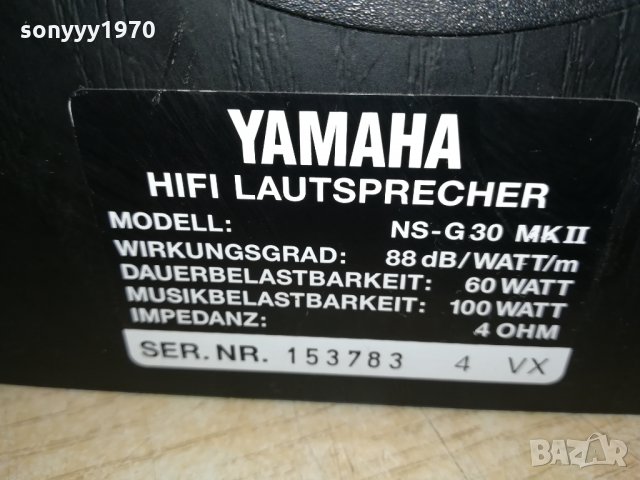 sonyyy1970
YAMAHA
HIFI LAUTSPRECHER
MODELL: NS-G30 MKII
WIRKUNGSGRAD: 88 dB/WATT/m
DAUERBELASTBARKEIT: 60 WATT
MUSIKBELASTBARKEIT: 100 WATT
IMPEDANZ: 4 OHM
SER. NR. 153783 4 VX
BAZAR